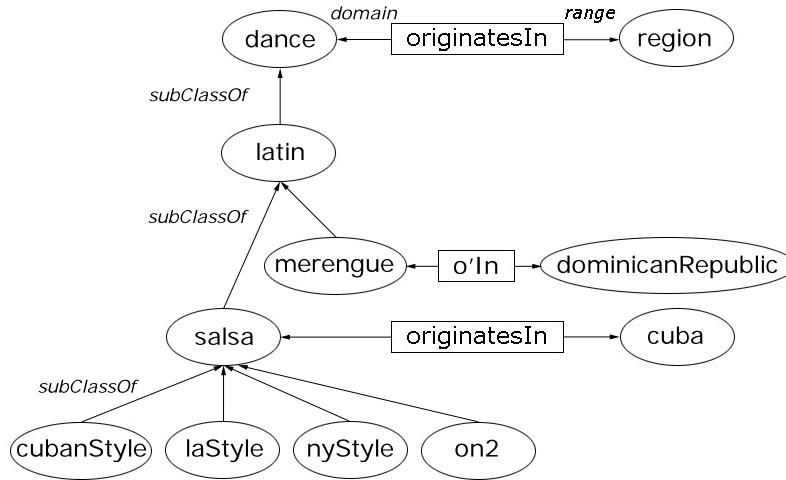 domain
range
dance
originatesIn
region
subClassOf
latin
subClassOf
merengue
o'In
dominicanRepublic
salsa
originatesIn
cuba
subClassOf
cubanStyle
laStyle
nyStyle
on2